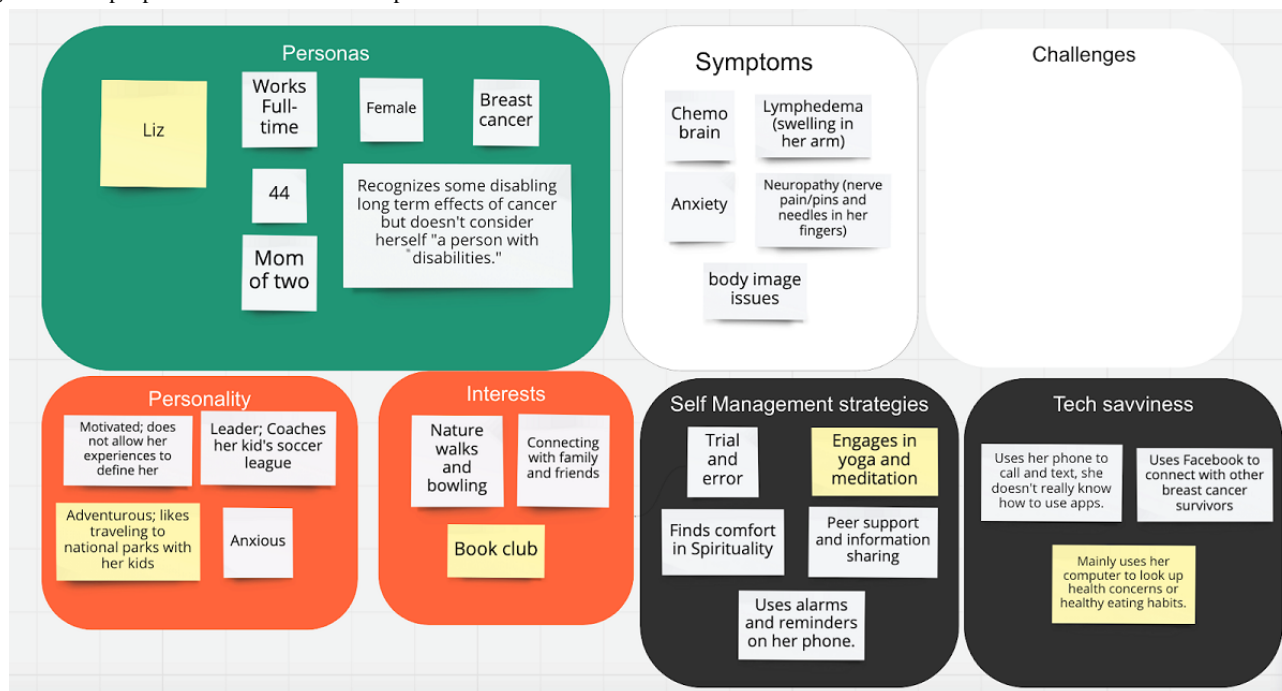 Personas
Liz
Works
Full-
time
Female
Breast
cancer
44
Mom
of two
Recognizes some disabling
long term effects of cancer
but doesn't consider
herself "a person with
disabilities."
Symptoms
Chemo
brain
Lymphedema
(swelling in
her arm)
Anxiety
Neuropathy (nerve
pain/pins and
needles in her
fingers)
body image
issues
Challenges
Personality
Motivated; does
not allow her
experiences to
define her
Leader; Coaches
her kid's soccer
league
Adventurous; likes
traveling to
national parks with
her kids
Anxious
Interests
Nature
walks
and
bowling
Connecting
with family
and friends
Book club
Self Management strategies
Trial
and
error
Engages in
yoga and
meditation
Finds comfort
in Spirituality
Peer support
and information
sharing
Uses alarms
and reminders
on her phone.
Tech savviness
Uses her phone to
call and text, she
doesn't really know
how to use apps.
Uses Facebook to
connect with other
breast cancer
survivors
Mainly uses her
computer to look up
health concerns or
healthy eating habits.